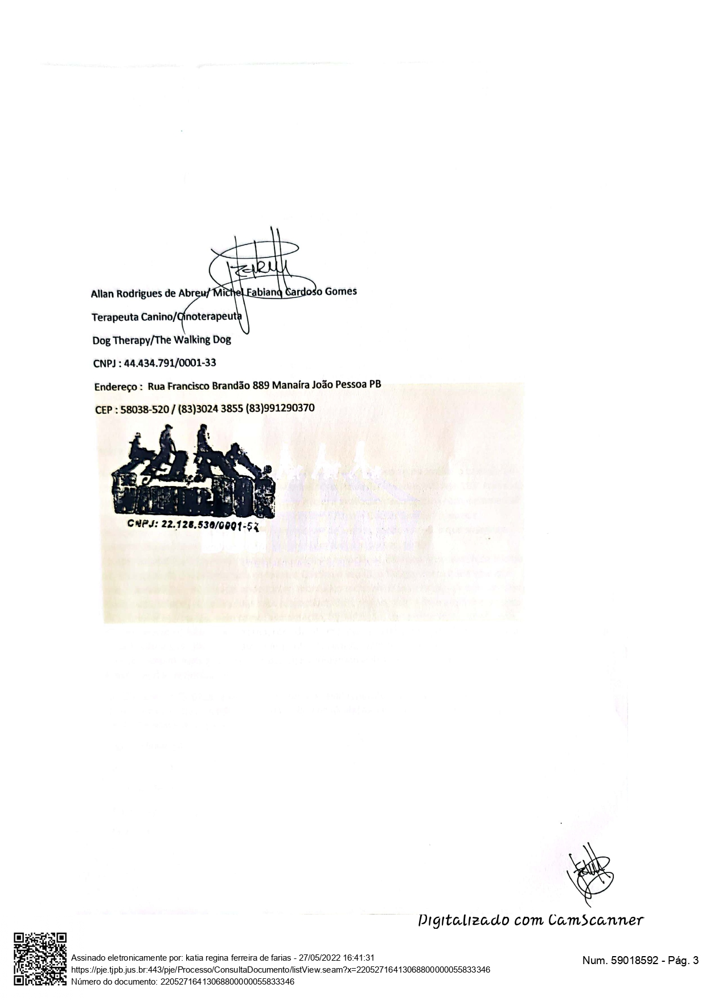 Allan Rodrigues de Abreu/ Michel Fabiano Cardoso Gomes
Terapeuta Canino/Cinoterapeuta
Dog Therapy/The Walking Dog
CNPJ : 44.434.791/0001-33
Endereço : Rua Francisco Brandão 889 Manaíra João Pessoa PB
CEP : 58038-520 / (83)3024 3855 (83)991290370
CNPJ: 22.128.530/0001-52
Digitalizado com CamScanner
Assinado eletronicamente por: katia regina ferreira de farias - 27/05/2022 16:41:31
https://pje.tjpb.jus.br:443/pje/Processo/ConsultaDocumento/listView.seam?x=22052716413068800000055833346
Número do documento: 22052716413068800000055833346
Num. 59018592 - Pág. 3